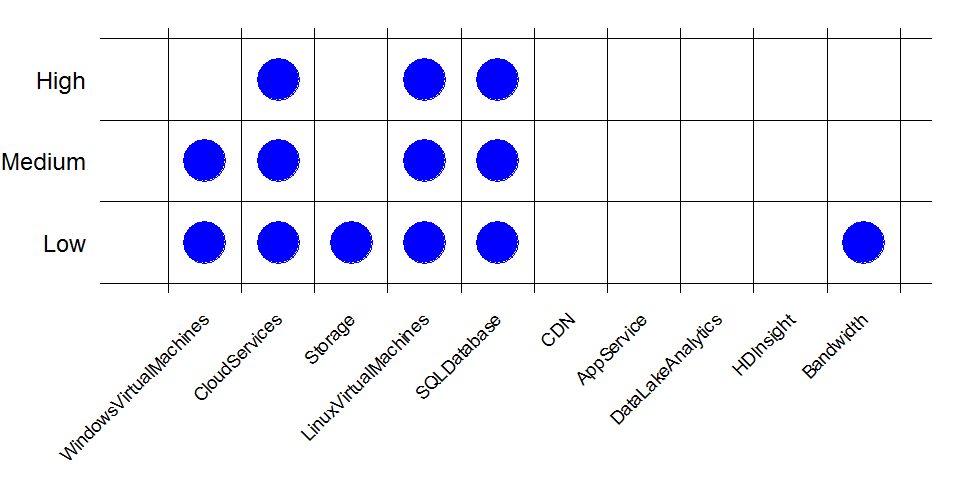 High
Medium
Low
WindowsVirtualMachines
CloudServices
Storage
LinuxVirtualMachines
SQLDatabase
CDN
AppService
DataLakeAnalytics
HDInsight
Bandwidth